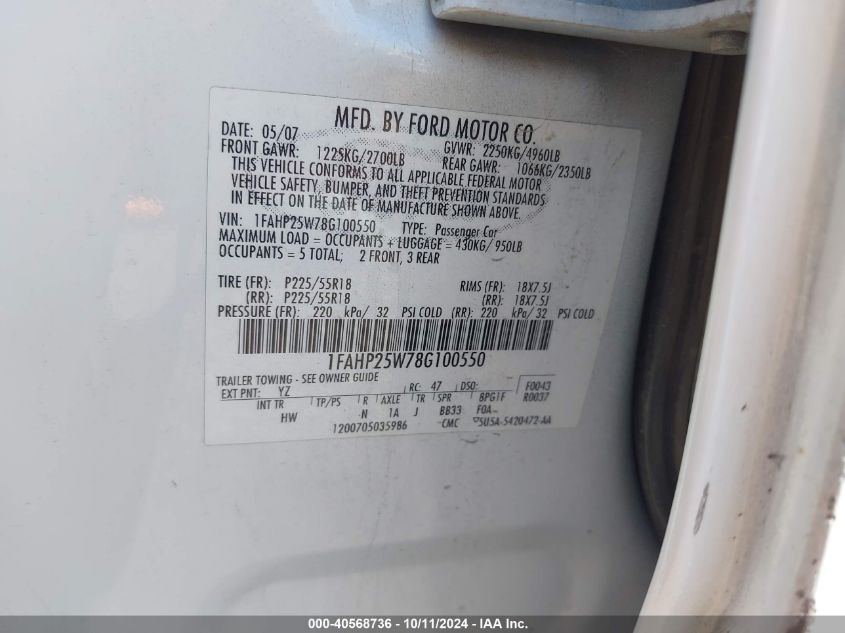 MFD. BY FORD MOTOR CO.
DATE: 05/07 GVWR: 2250KG/4960LB
FRONT GAWR: 1225KG/2700LB REAR GAWR: 1066KG/2350LB
THIS VEHICLE CONFORMS TO ALL APPLICABLE FEDERAL MOTOR
VEHICLE SAFETY, BUMPER, AND THEFT PREVENTION STANDARDS
IN EFFECT ON THE DATE OF MANUFACTURE SHOWN ABOVE.
VIN: 1FAHP25W78G100550 TYPE: Passenger Car
MAXIMUM LOAD = OCCUPANTS + LUGGAGE = 430KG/ 950LB
OCCUPANTS = 5 TOTAL; 2 FRONT, 3 REAR
TIRE (FR): P225/55R18 RIMS (FR): 18X7.5J
(RR): P225/55R18 (RR): 18X7.5J
PRESSURE (FR): 220 kPa/ 32 PSI COLD (RR): 220 kPa/ 32 PSI COLD
1FAHP25W78G100550
TRAILER TOWING - SEE OWNER GUIDE
EXT PNT: YZ RC: 47 DSO: F0043
INT TR TP/PS R AXLE TR SPR 8PG1F R0037
HW N 1A J BB33 FOA
1200705035986 CMC 5U5A-5420472-AA
000-40568736 - 10/11/2024 - IAA Inc.